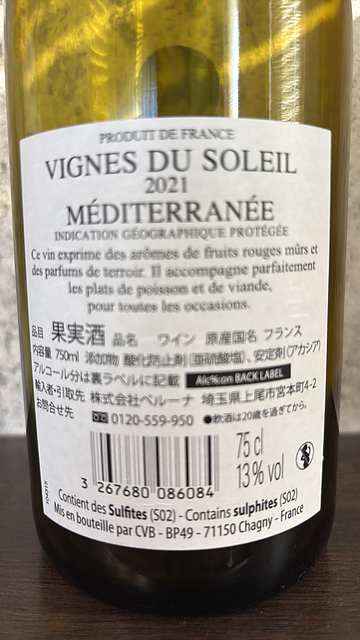 PRODUIT DE FRANCE
VIGNES DU SOLEIL
2021
MÉDITERRANÉE
INDICATION GÉOGRAPHIQUE PROTÉGÉE
Ce vin exprime des arômes de fruits rouges mûrs et
des parfums de terroir. Il accompagne parfaitement
les plats de poisson et de viande,
pour toutes les occasions.
品目 果実酒 品名 ワイン 原産国名 フランス
内容量 750ml 添加物 酸化防止剤(亜硫酸塩)、安定剤(アカシア)
アルコール分は裏ラベルに記載 Alc%on BACK LABEL
輸入者・引取先 株式会社ベルーナ 埼玉県上尾市宮本町4-2
お問合せ先 0120-559-950 ●飲酒は20歳を過ぎてから。
75 cl
13% vol
3 267680 086084
Contient des Sulfites (SO2) - Contains sulphites (SO2)
Mis en bouteille par CVB - BP49 - 71150 Chagny - France